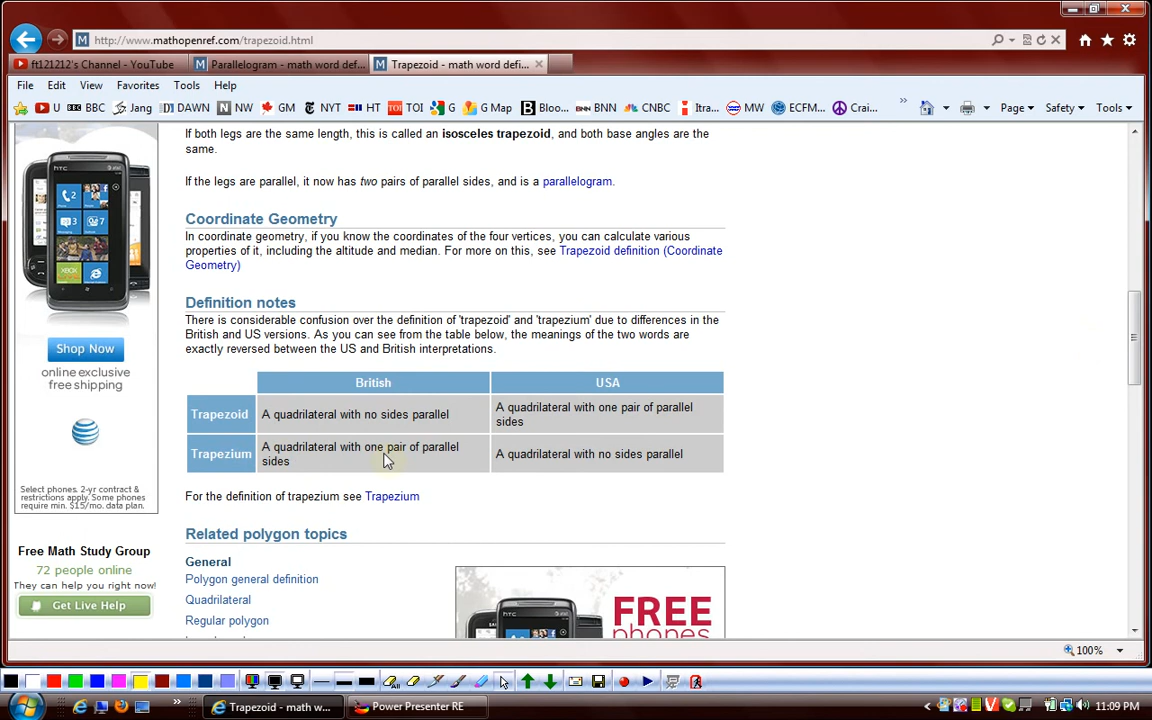 http://www.mathopenref.com/trapezoid.html
ft121212's Channel - YouTube
Parallelogram - math word def...
Trapezoid - math word defi...
File Edit View Favorites Tools Help
U BBC Jang DAWN NW GM NYT HT TOI G G Map Bloo... BNN CNBC Itra... MW ECFM... Crai... Page Safety Tools
If both legs are the same length, this is called an isosceles trapezoid, and both base angles are the
same.
If the legs are parallel, it now has two pairs of parallel sides, and is a parallelogram.
Coordinate Geometry
In coordinate geometry, if you know the coordinates of the four vertices, you can calculate various
properties of it, including the altitude and median. For more on this, see Trapezoid definition (Coordinate
Geometry)
Definition notes
There is considerable confusion over the definition of 'trapezoid' and 'trapezium' due to differences in the
British and US versions. As you can see from the table below, the meanings of the two words are
exactly reversed between the US and British interpretations.
British USA
Trapezoid
A quadrilateral with no sides parallel
A quadrilateral with one pair of parallel
sides
Trapezium
A quadrilateral with one pair of parallel
sides
A quadrilateral with no sides parallel
For the definition of trapezium see Trapezium
Related polygon topics
General
Polygon general definition
Quadrilateral
Regular polygon
htc
Shop Now
online exclusive
free shipping
AT&T
Select phones. 2-yr contract &
restrictions apply. Some phones
require min. $15/mo. data plan.
Free Math Study Group
72 people online
They can help you right now!
Get Live Help
FREE
phones
100%
Trapezoid - math w...
Power Presenter RE
11:09 PM